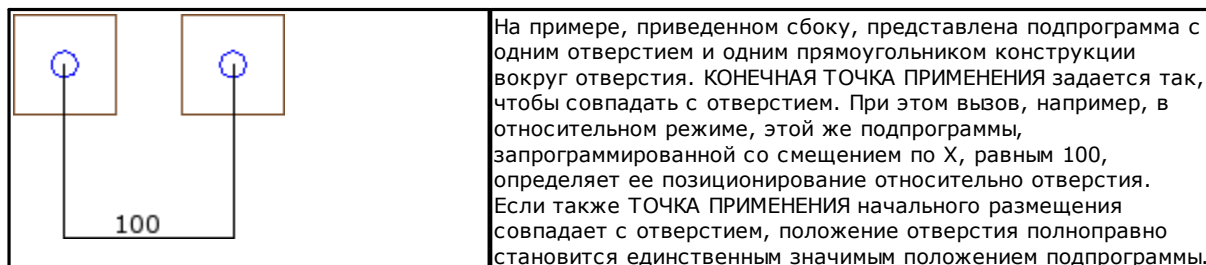 100
На примере, приведенном сбоку, представлена подпрограмма с
одним отверстием и одним прямоугольником конструкции
вокруг отверстия. КОНЕЧНАЯ ТОЧКА ПРИМЕНЕНИЯ задается так,
чтобы совпадать с отверстием. При этом вызов, например, в
относительном режиме, этой же подпрограммы,
запрограммированной со смещением по X, равным 100,
определяет ее позиционирование относительно отверстия.
Если также ТОЧКА ПРИМЕНЕНИЯ начального размещения
совпадает с отверстием, положение отверстия полноправно
становится единственным значимым положением подпрограммы.